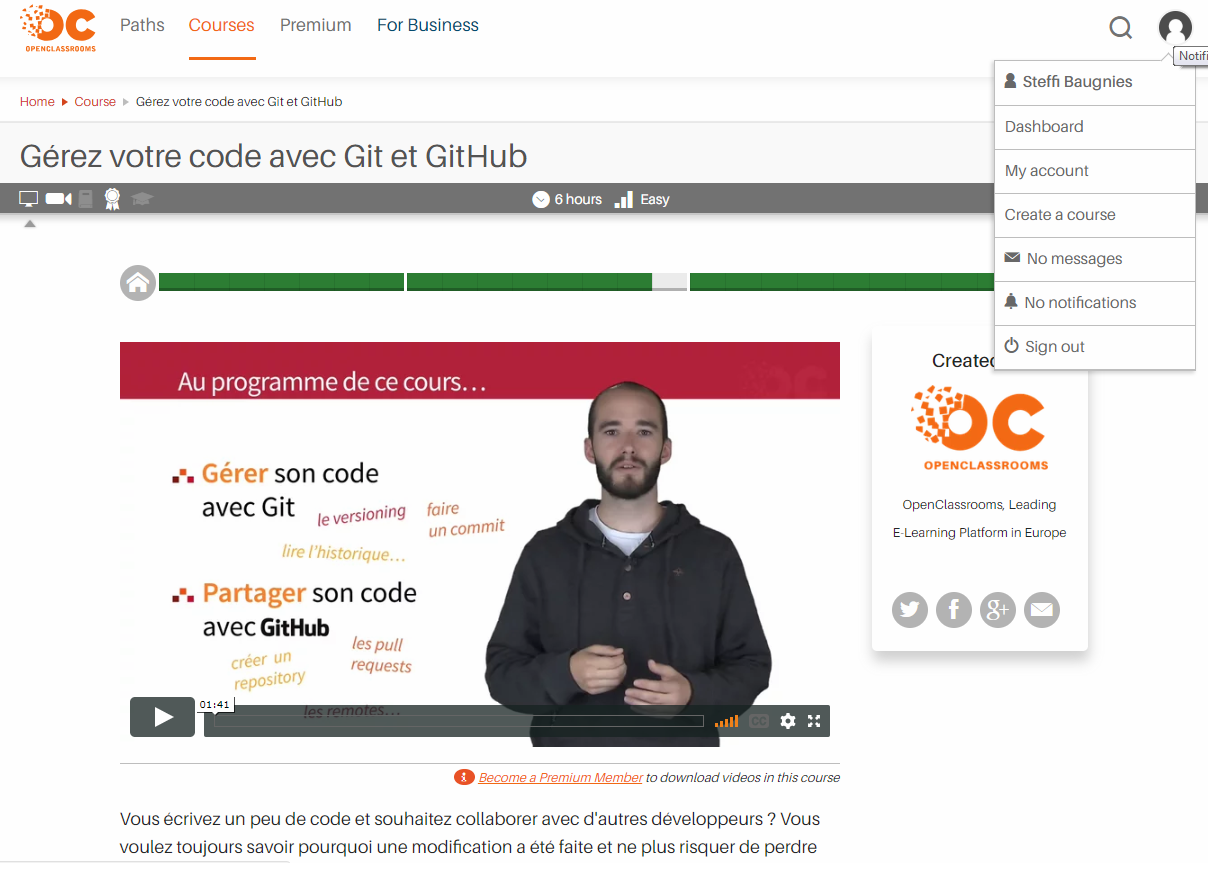 OPENCLASSROOMS
Paths Courses Premium For Business
Notifi
Steffi Baugnies
Dashboard
My account
Create a course
No messages
No notifications
Sign out
Home Course Gérez votre code avec Git et GitHub
Gérez votre code avec Git et GitHub
6 hours Easy
Au programme de ce cours...
Gérer son code
avec Git
le versioning
faire
un commit
lire l'historique...
Partager son code
avec GitHub
les pull
requests
créer un
repository
les remotes...
01:41
CC
Created
OPENCLASSROOMS
OpenClassrooms, Leading
E-Learning Platform in Europe
Become a Premium Member to download videos in this course
Vous écrivez un peu de code et souhaitez collaborer avec d'autres développeurs ? Vous
voulez toujours savoir pourquoi une modification a été faite et ne plus risquer de perdre